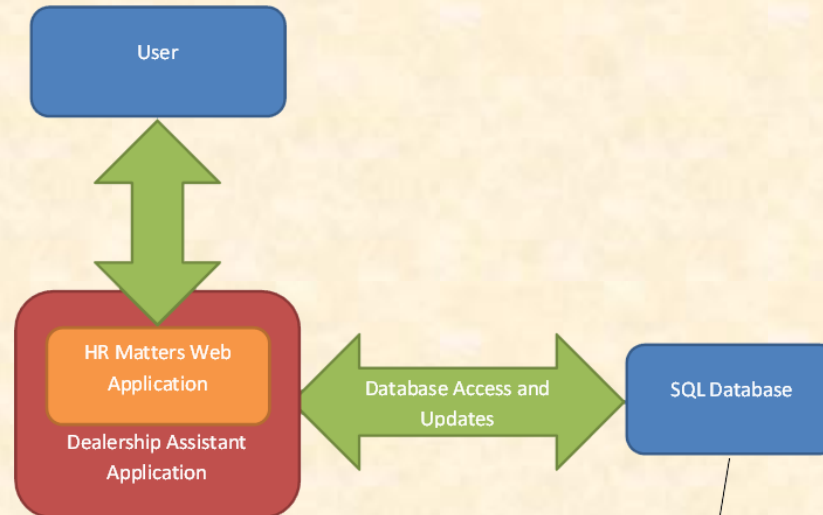 User
HR Matters Web
Application
Dealership Assistant
Application
Database Access and
Updates
SQL Database